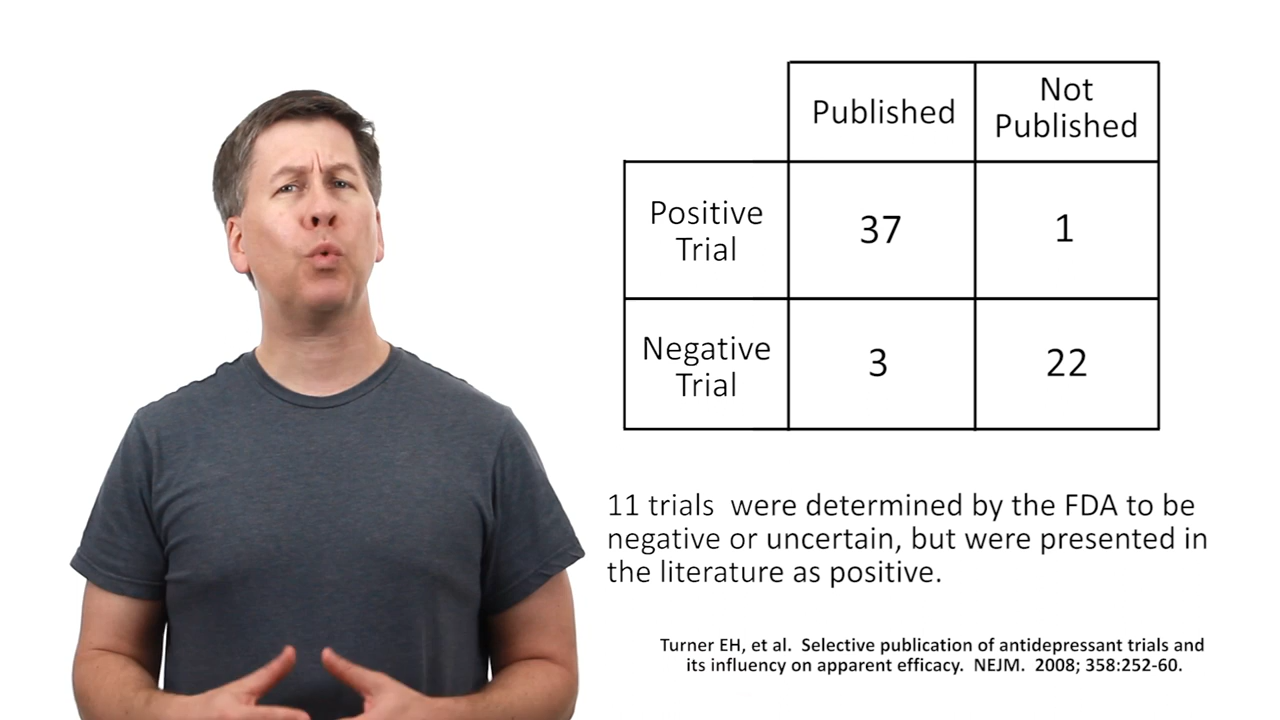 Published
Not
Published
Positive
Trial
37
1
Negative
Trial
3
22
11 trials were determined by the FDA to be
negative or uncertain, but were presented in
the literature as positive.
Turner EH, et al. Selective publication of antidepressant trials and
its influency on apparent efficacy. NEJM. 2008; 358:252-60.